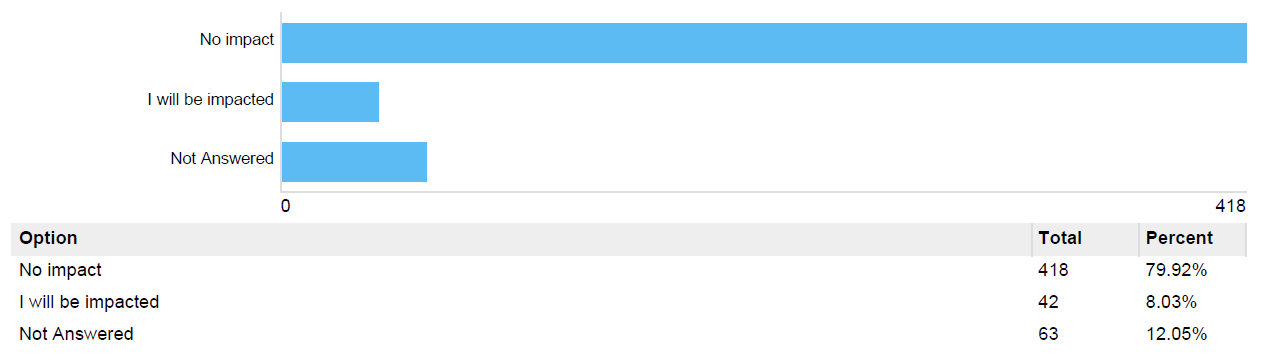 No impact
I will be impacted
Not Answered
0 418
Option Total Percent
No impact 418 79.92%
I will be impacted 42 8.03%
Not Answered 63 12.05%